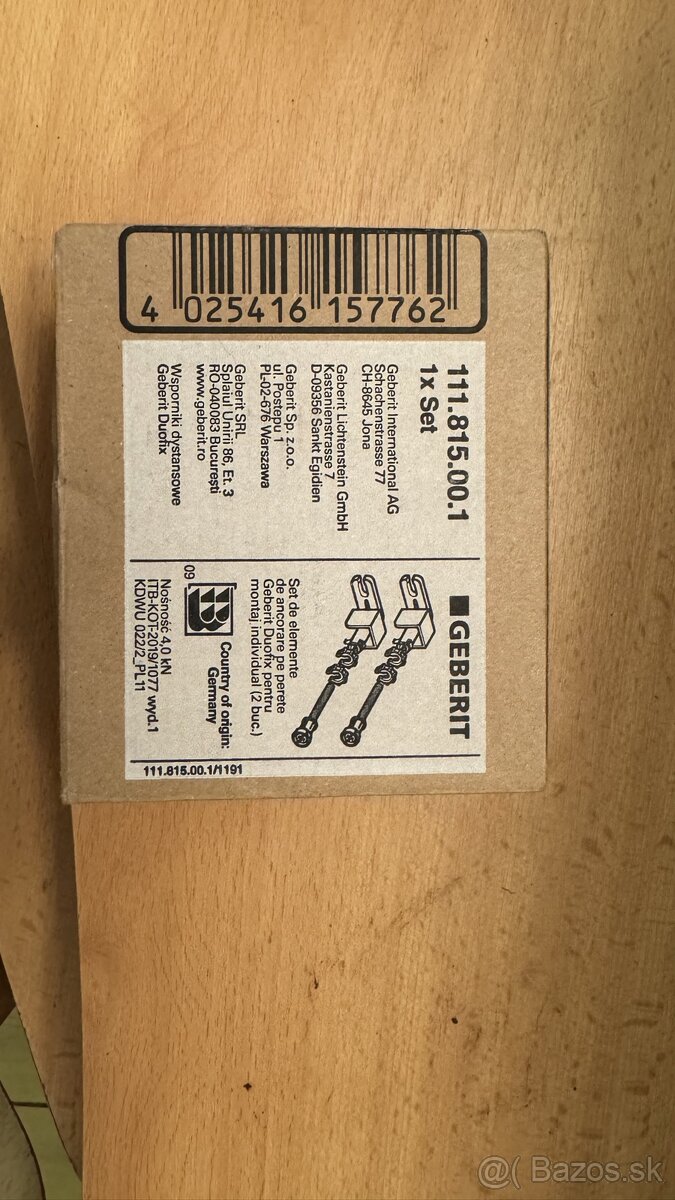 4 025416 157762
111.815.00.1
1x Set
Geberit International AG
Schachenstrasse 77
CH-8645 Jona
Geberit Lichtenstein GmbH
Kastanienstrasse 7
D-09356 Sankt Egidien
Geberit Sp. z.o.o.
ul. Postępu 1
PL-02-676 Warszawa
Geberit SRL
Splaiul Unirii 86, Et. 3
RO-040083 Bucureşti
www.geberit.ro
Wsporniki dystansowe
Geberit Duofix
GEBERIT
Set de elemente
de ancorare pe perete
Geberit Duofix pentru
montaj individual (2 buc.)
Country of origin:
Germany
09
B
Nośność 4,0 kN
ITB-KOT-2019/1077 wyd.1
KDWU 022/2_PL11
111.815.00.1/1191
@( Bazos.sk